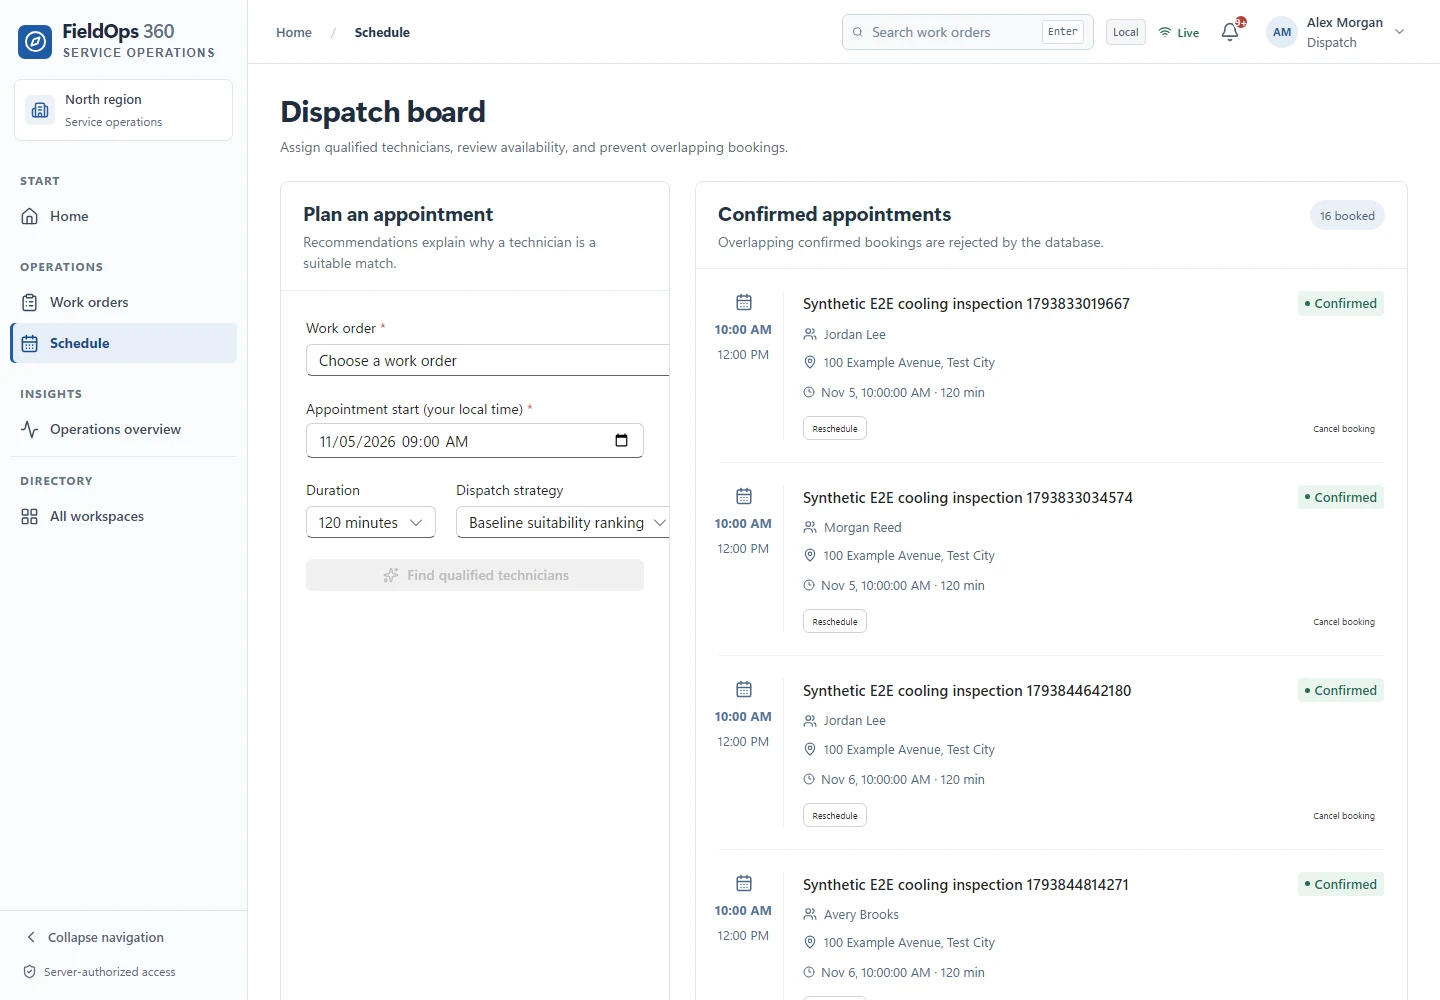 FieldOps 360
SERVICE OPERATIONS
North region
Service operations
START
Home
OPERATIONS
Work orders
Schedule
INSIGHTS
Operations overview
DIRECTORY
All workspaces
Collapse navigation
Server-authorized access
Home / Schedule
Search work orders Enter
Local
Live
9+
AM
Alex Morgan
Dispatch
Dispatch board
Assign qualified technicians, review availability, and prevent overlapping bookings.
Plan an appointment
Recommendations explain why a technician is a
suitable match.
Work order *
Choose a work order
Appointment start (your local time) *
11/05/2026 09:00 AM
Duration Dispatch strategy
120 minutes Baseline suitability ranking
Find qualified technicians
Confirmed appointments
16 booked
Overlapping confirmed bookings are rejected by the database.
Synthetic E2E cooling inspection 1793833019667
Confirmed
10:00 AM
Jordan Lee
12:00 PM
100 Example Avenue, Test City
Nov 5, 10:00:00 AM · 120 min
Reschedule Cancel booking
Synthetic E2E cooling inspection 1793833034574
Confirmed
10:00 AM
Morgan Reed
12:00 PM
100 Example Avenue, Test City
Nov 5, 10:00:00 AM · 120 min
Reschedule Cancel booking
Synthetic E2E cooling inspection 1793844642180
Confirmed
10:00 AM
Jordan Lee
12:00 PM
100 Example Avenue, Test City
Nov 6, 10:00:00 AM · 120 min
Reschedule Cancel booking
Synthetic E2E cooling inspection 1793844814271
Confirmed
10:00 AM
Avery Brooks
12:00 PM
100 Example Avenue, Test City
Nov 6, 10:00:00 AM · 120 min